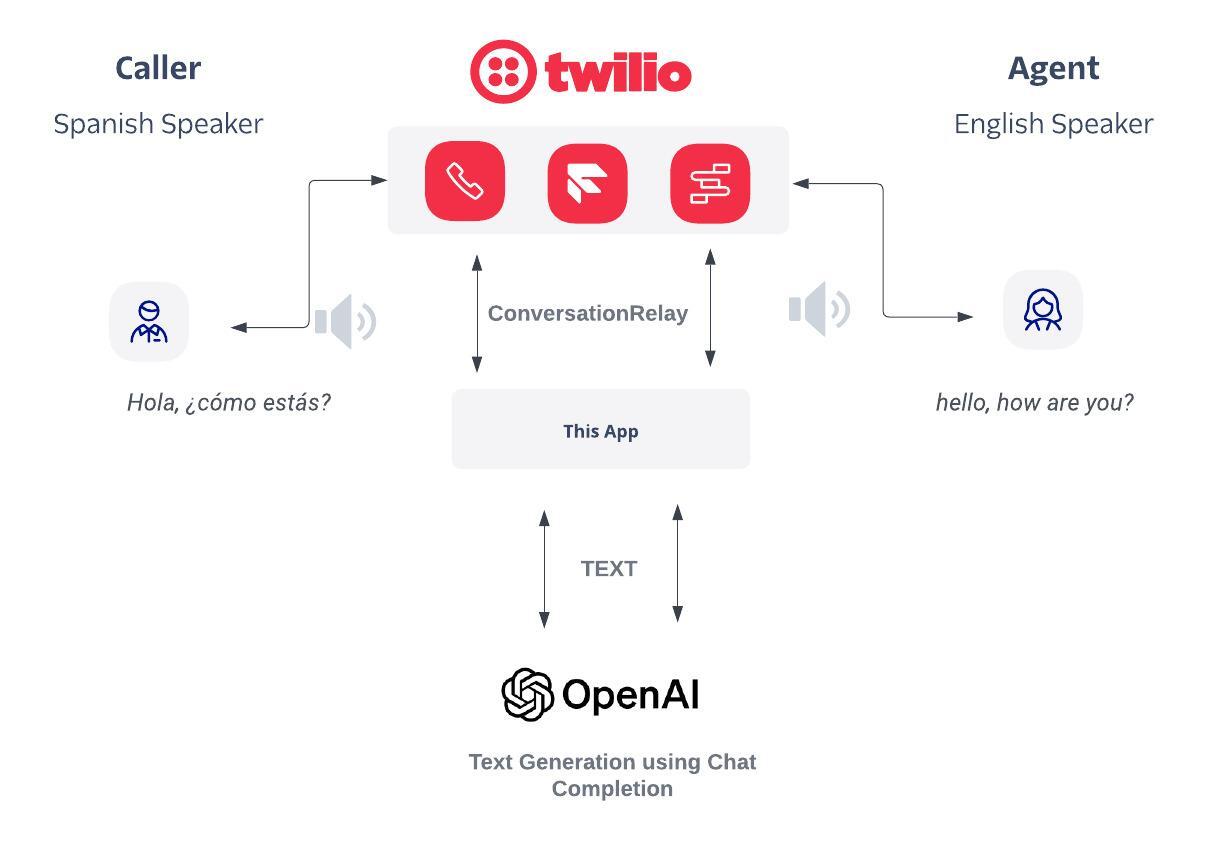 Caller
Spanish Speaker
twilio
Agent
English Speaker
ConversationRelay
Hola, ¿cómo estás?
hello, how are you?
This App
TEXT
OpenAI
Text Generation using Chat
Completion